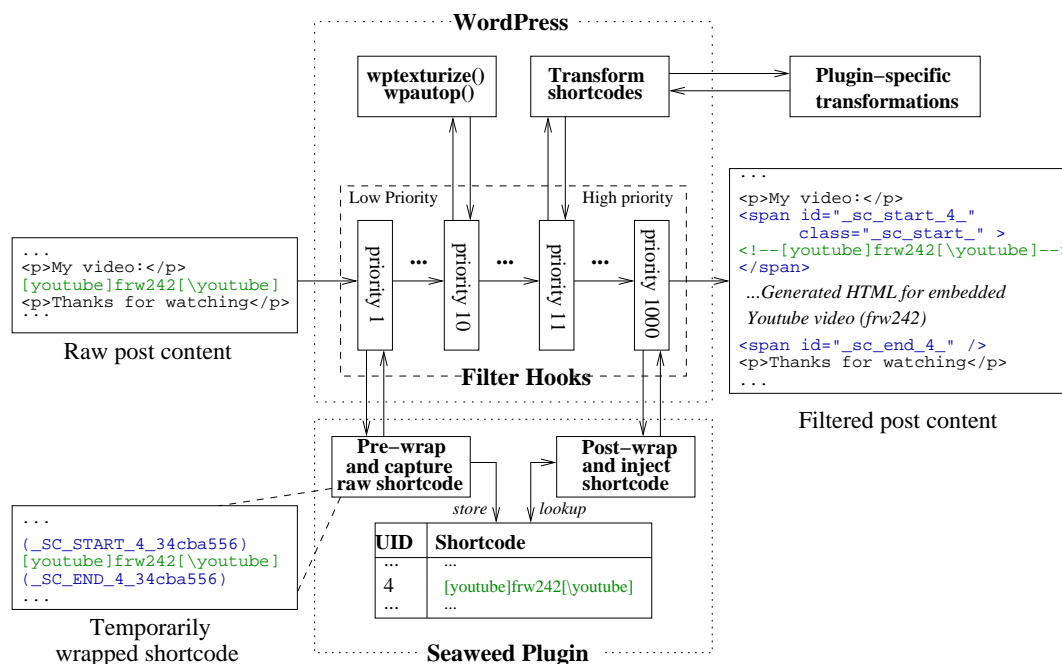 WordPress
wptexturize()
wpautop()
Transform
shortcodes
Plugin−specific
transformations
Low Priority
High priority
priority 1
...
priority 10
...
priority 11
...
priority 1000
Filter Hooks
...
<p>My video:</p>
[youtube]frw242[\youtube]
<p>Thanks for watching</p>
...
Raw post content
...
<p>My video:</p>
<span id="_sc_start_4_"
class="_sc_start_" >
<!--[youtube]frw242[\youtube]-->
</span>
...Generated HTML for embedded
Youtube video (frw242)
<span id="_sc_end_4_" />
<p>Thanks for watching</p>
...
Filtered post content
Pre−wrap
and capture
raw shortcode
Post−wrap
and inject
shortcode
store
lookup
UID Shortcode
... ...
4 [youtube]frw242[\youtube]
... ...
Seaweed Plugin
...
(_SC_START_4_34cba556)
[youtube]frw242[\youtube]
(_SC_END_4_34cba556)
...
Temporarily
wrapped shortcode